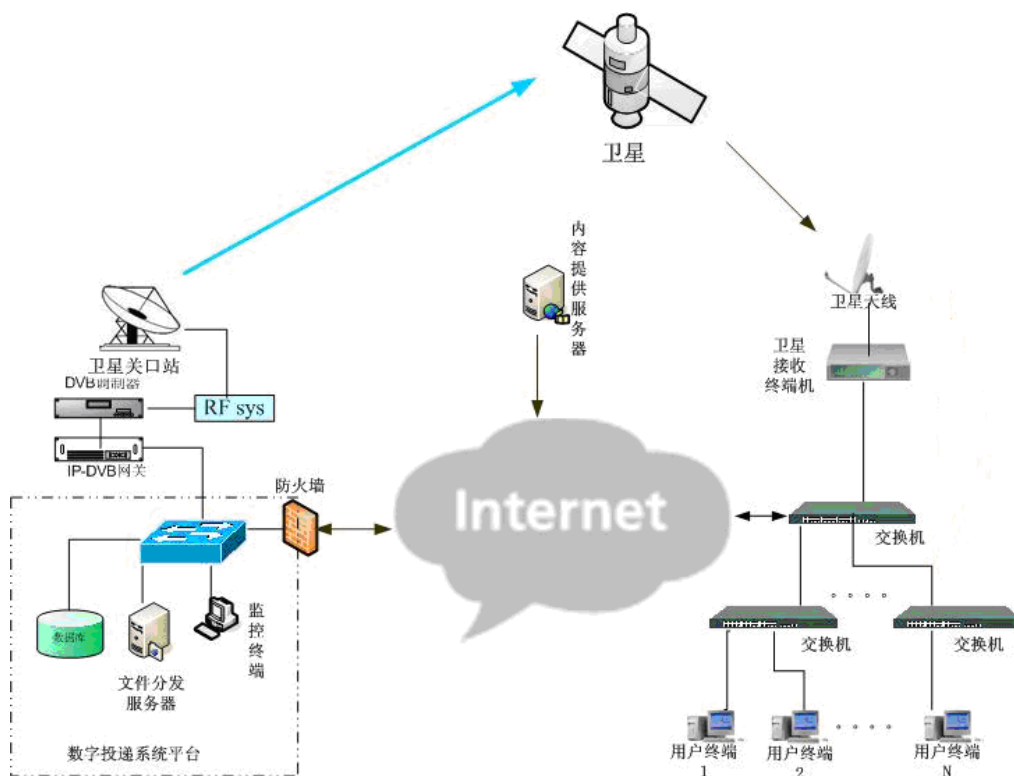 卫星
内容提供服务器
卫星天线
卫星关口站
DVB调制器
RF sys
IP-DVB网关
卫星
接收
终端机
防火墙
Internet
交换机
数据库
监控终端
文件分发
服务器
交换机
交换机
数字投递系统平台
用户终端
1
用户终端
2
用户终端
N